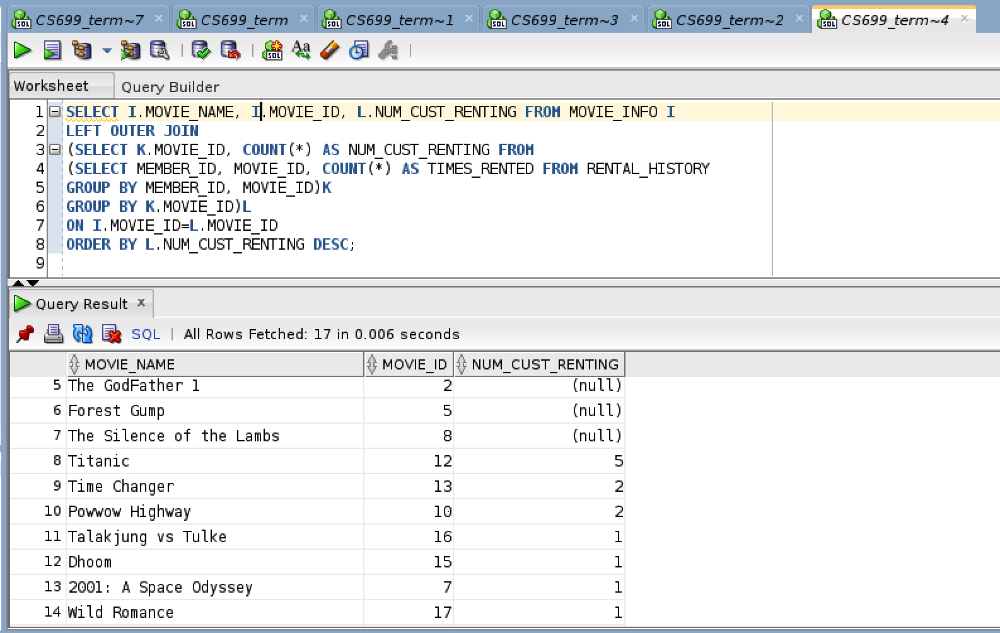 CS699_term~7 CS699_term CS699_term~1 CS699_term~3 CS699_term~2 CS699_term~4
Worksheet Query Builder
1 SELECT I.MOVIE_NAME, I.MOVIE_ID, L.NUM_CUST_RENTING FROM MOVIE_INFO I
2 LEFT OUTER JOIN
3 (SELECT K.MOVIE_ID, COUNT(*) AS NUM_CUST_RENTING FROM
4 (SELECT MEMBER_ID, MOVIE_ID, COUNT(*) AS TIMES_RENTED FROM RENTAL_HISTORY
5 GROUP BY MEMBER_ID, MOVIE_ID)K
6 GROUP BY K.MOVIE_ID)L
7 ON I.MOVIE_ID=L.MOVIE_ID
8 ORDER BY L.NUM_CUST_RENTING DESC;
9
Query Result x
SQL | All Rows Fetched: 17 in 0.006 seconds
MOVIE_NAME MOVIE_ID NUM_CUST_RENTING
5 The GodFather 1 2 (null)
6 Forest Gump 5 (null)
7 The Silence of the Lambs 8 (null)
8 Titanic 12 5
9 Time Changer 13 2
10 Powwow Highway 10 2
11 Talakjung vs Tulke 16 1
12 Dhoom 15 1
13 2001: A Space Odyssey 7 1
14 Wild Romance 17 1